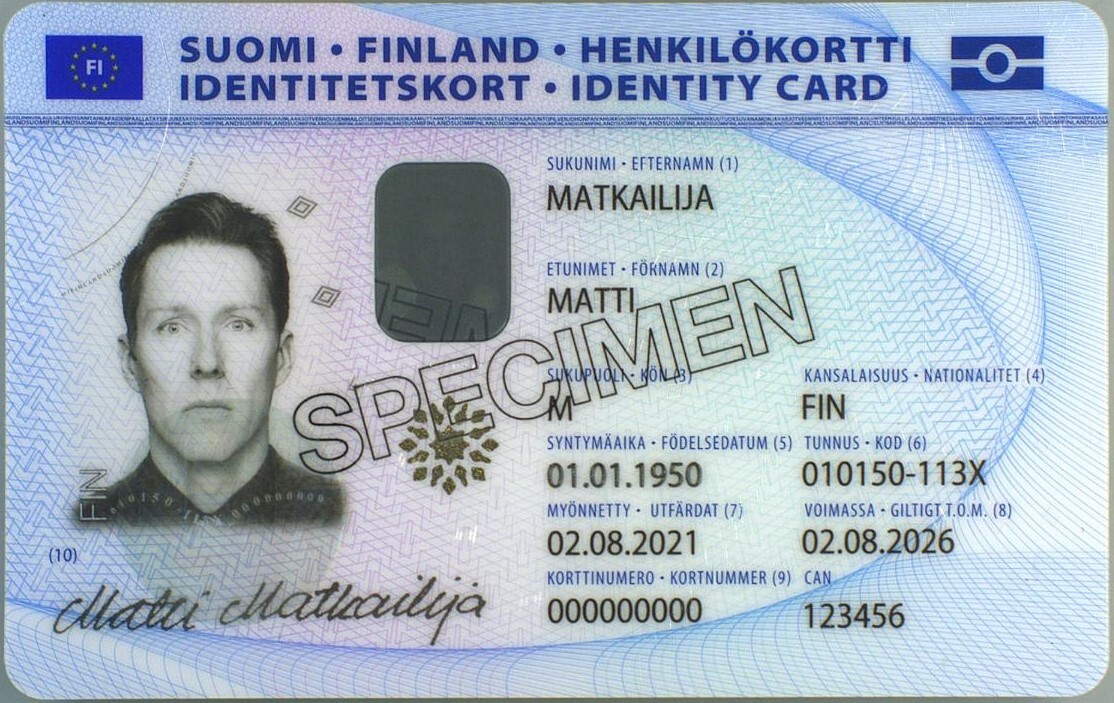 FI
SUOMI • FINLAND • HENKILÖKORTTI
IDENTITETSKORT • IDENTITY CARD
SUKUNIMI • EFTERNAMN (1)
MATKAILIJA
ETUNIMET • FÖRNAMN (2)
MATTI
SPECIMEN
SUKUPUOLI • KÖN (3)
M
KANSALAISUUS • NATIONALITET (4)
FIN
SYNTYMÄAIKA • FÖDELSEDATUM (5)
01.01.1950
TUNNUS • KOD (6)
010150-113X
MYÖNNETTY • UTFÄRDAT (7)
02.08.2021
VOIMASSA • GILTIGT T.O.M. (8)
02.08.2026
KORTTINUMERO • KORTNUMMER (9)
000000000
CAN
123456
FIN
(10)
Matti Matkailija